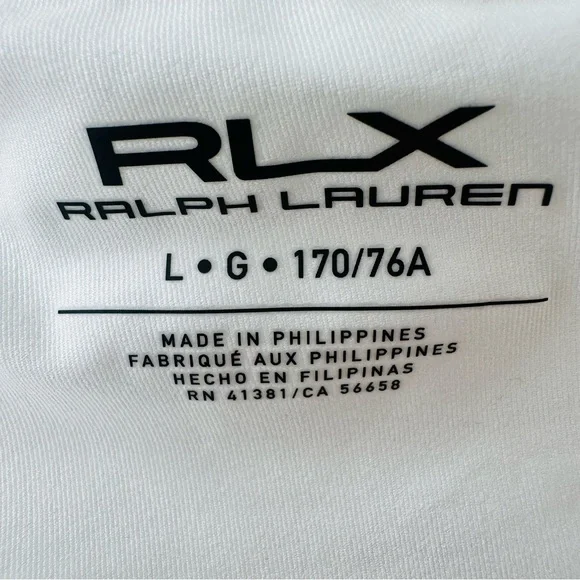 RLX
RALPH LAUREN
L • G • 170/76A
MADE IN PHILIPPINES
FABRIQUÉ AUX PHILIPPINES
HECHO EN FILIPINAS
RN 41381/CA 56658